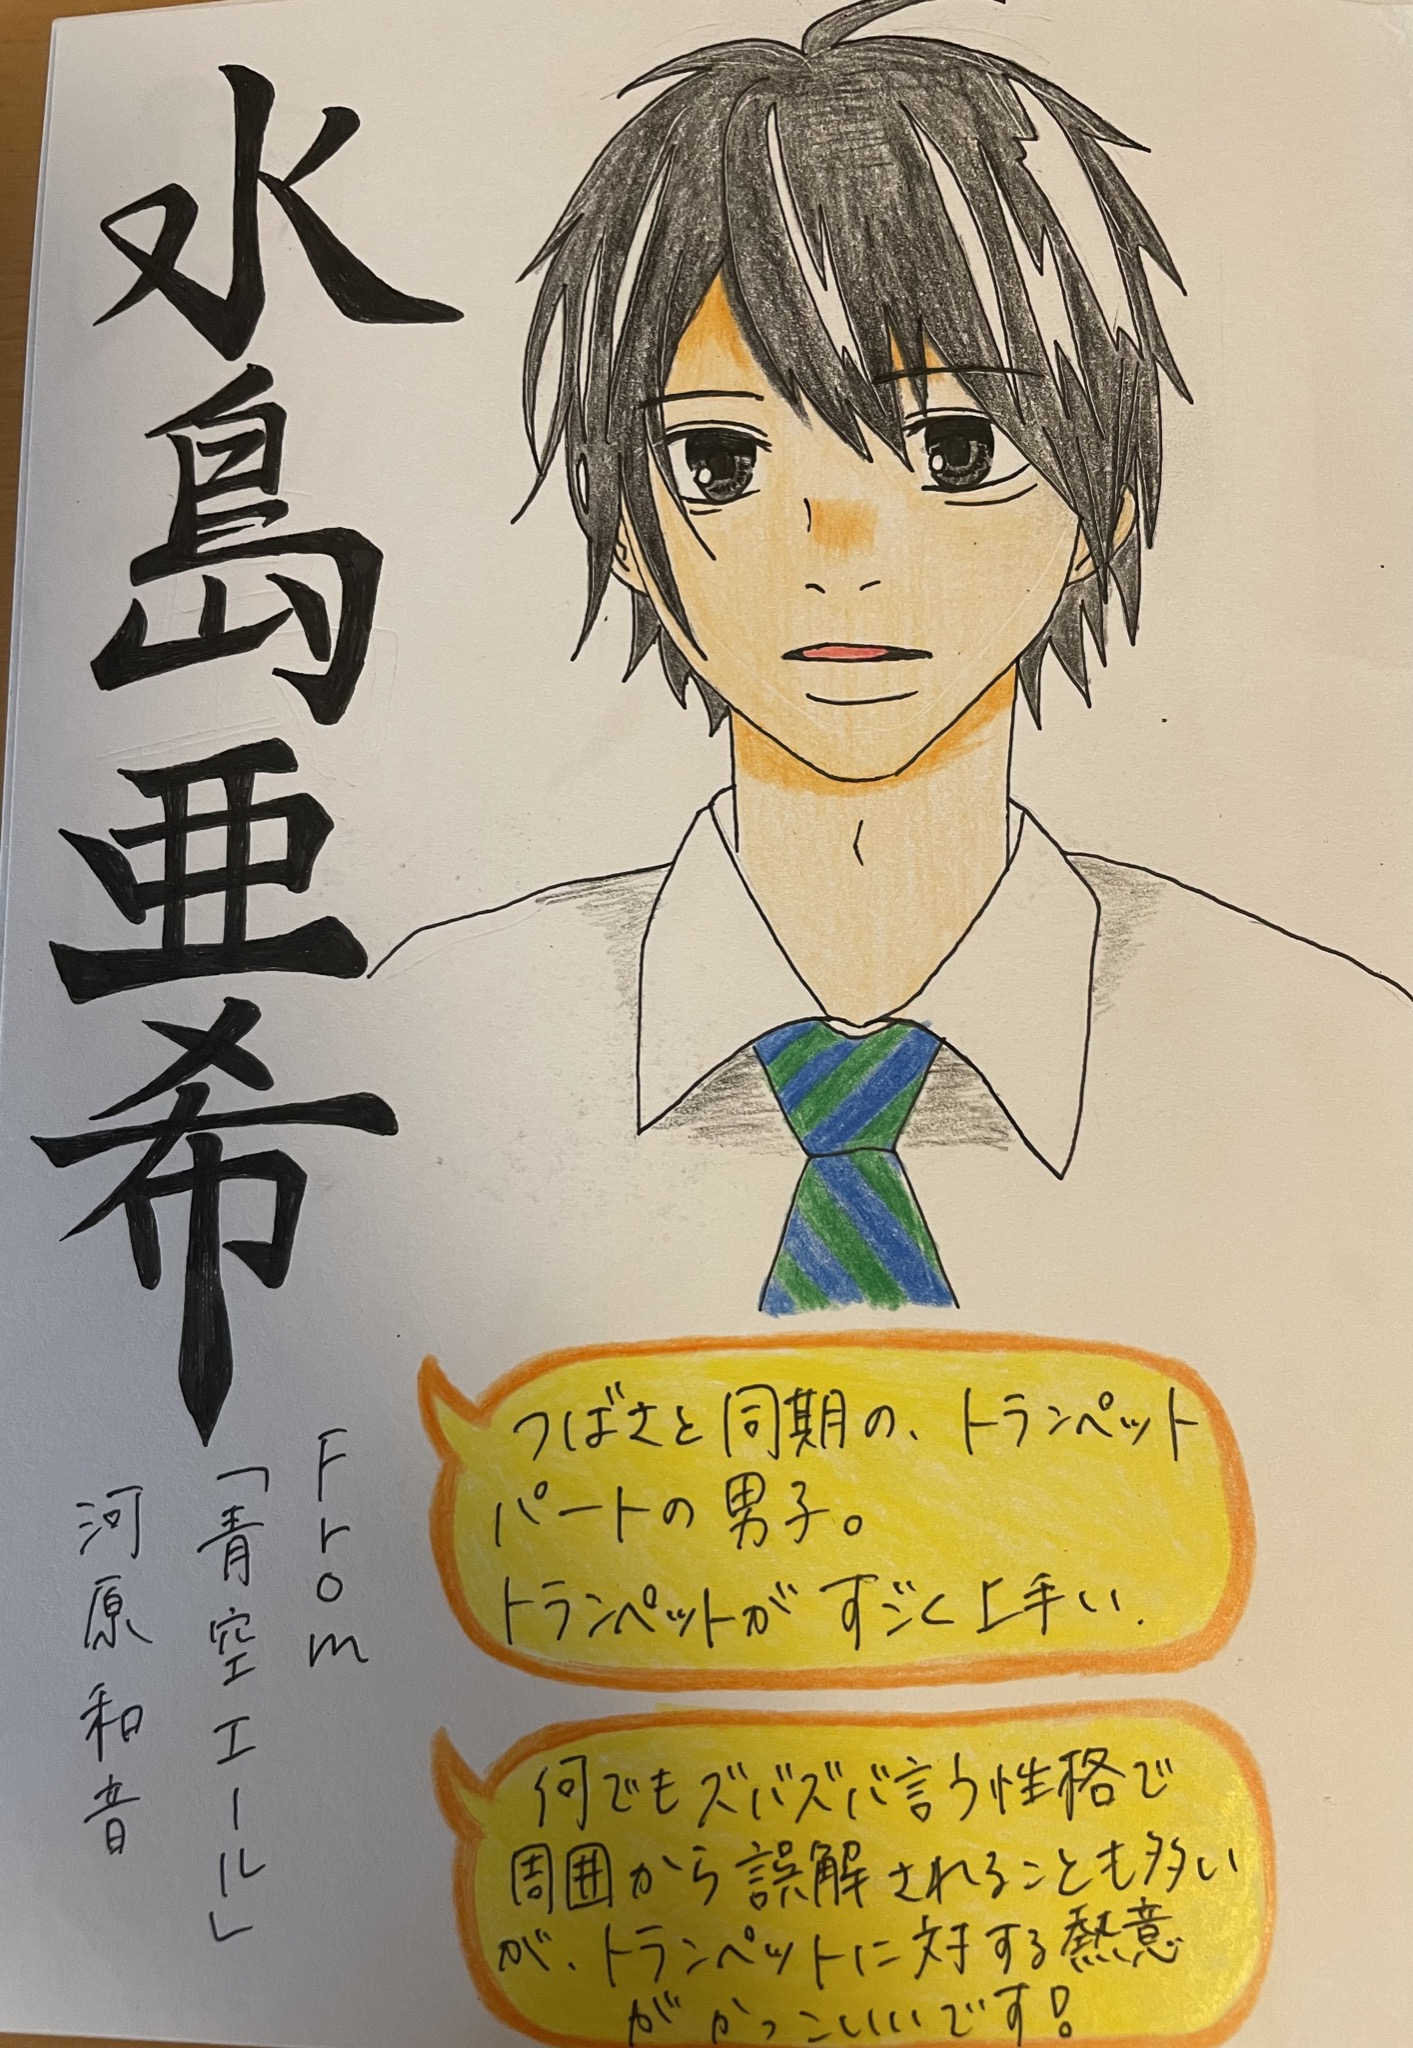 水島亜希
From
「青空エール」
河原和音
つばさと同期の、トランペット
パートの男子。
トランペットがすごく上手い.
何でもズバズバ言う性格で
周囲から誤解されることも多い
が、トランペットに対する熱意
がかっこいいです!